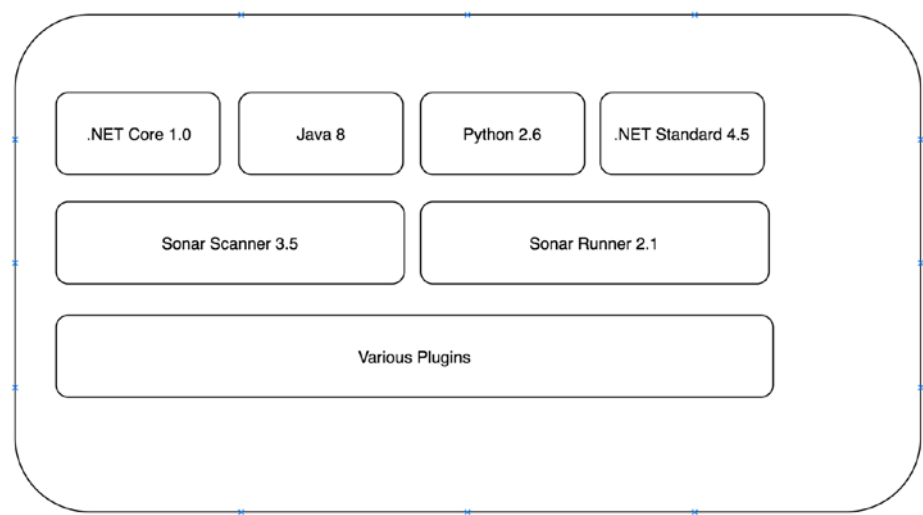 .NET Core 1.0
Java 8
Python 2.6
.NET Standard 4.5
Sonar Scanner 3.5
Sonar Runner 2.1
Various Plugins